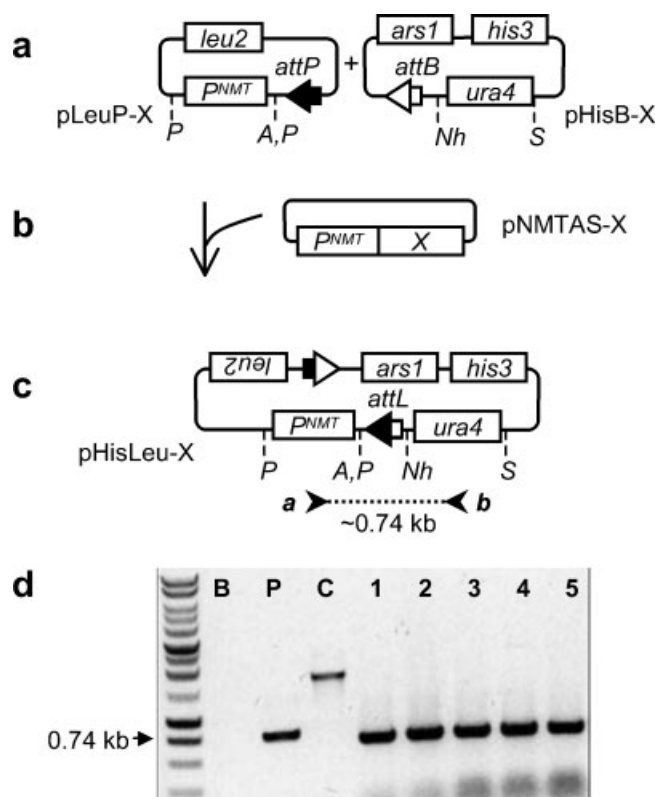 a
leu2
attP
P^NMT
pLeuP-X
P
A,P
+
ars1
his3
attB
ura4
pHisB-X
Nh
S
b
pNMTAS-X
P^NMT
X
c
leu2
ars1
his3
attL
P^NMT
ura4
pHisLeu-X
P
A,P
Nh
S
a
b
~0.74 kb
d
B P C 1 2 3 4 5
0.74 kb